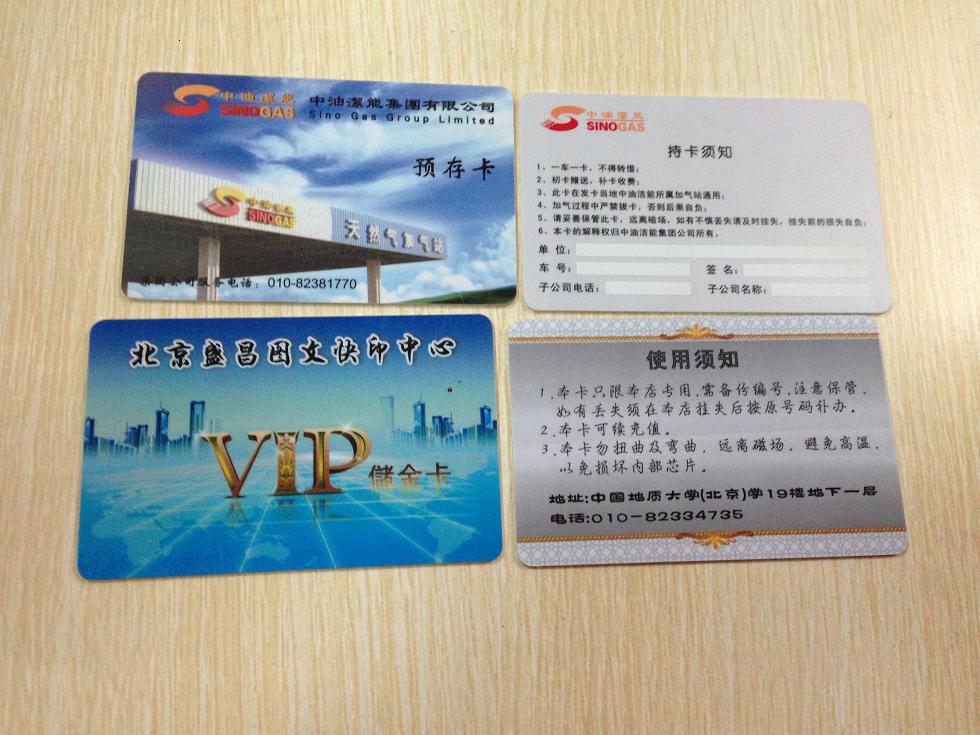 中油潔能
SINOGAS
中油潔能集團有限公司
Sino Gas Group Limited
预存卡
中油潔能
SINOGAS
天然气加气站
集团公司服务电话：010-82381770
中油潔能
SINOGAS
持卡须知
1、一车一卡，不得转借；
2、初卡赠送，补卡收费；
3、此卡在发卡当地中油洁能所属加气站通用；
4、加气过程中严禁拔卡，否则后果自负；
5、请妥善保管此卡，远离磁场，如有不慎丢失请及时挂失，挂失前的损失自负；
6、本卡的解释权归中油洁能集团公司所有。
单 位：
车 号： 签 名：
子公司电话： 子公司名称：
北京盛昌图文快印中心
VIP
儲金卡
使用须知
1.本卡只限本店专用,需备份编号,注意保管.
如有丢失须在本店挂失后按原号码补办。
2.本卡可续充值。
3.本卡勿扭曲及弯曲．远离磁场．避免高温.
以免损坏内部芯片。
地址:中国地质大学(北京)学19楼地下一层
电话:010-82334735